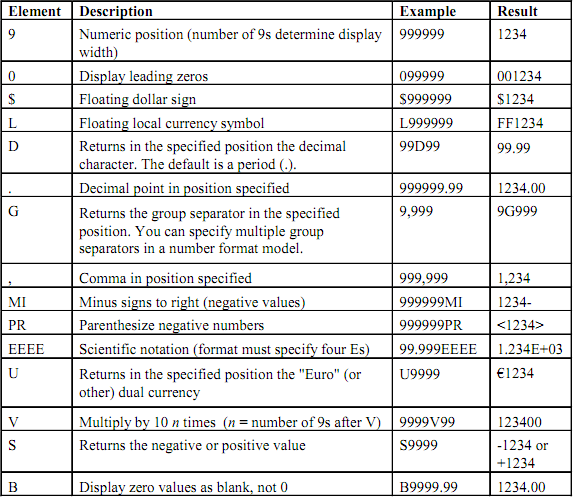 Element Description Example Result
9 Numeric position (number of 9s determine display 999999 1234
width)
0 Display leading zeros 099999 001234
$ Floating dollar sign $999999 $1234
L Floating local currency symbol L999999 FF1234
D Returns in the specified position the decimal 99D99 99.99
character. The default is a period (.).
. Decimal point in position specified 999999.99 1234.00
G Returns the group separator in the specified 9,999 9G999
position. You can specify multiple group
separators in a number format model.
, Comma in position specified 999,999 1,234
MI Minus signs to right (negative values) 999999MI 1234-
PR Parenthesize negative numbers 999999PR <1234>
EEEE Scientific notation (format must specify four Es) 99.999EEEE 1.234E+03
U Returns in the specified position the "Euro" (or U9999 €1234
other) dual currency
V Multiply by 10 n times (n = number of 9s after V) 9999V99 123400
S Returns the negative or positive value S9999 -1234 or
+1234
B Display zero values as blank, not 0 B9999.99 1234.00